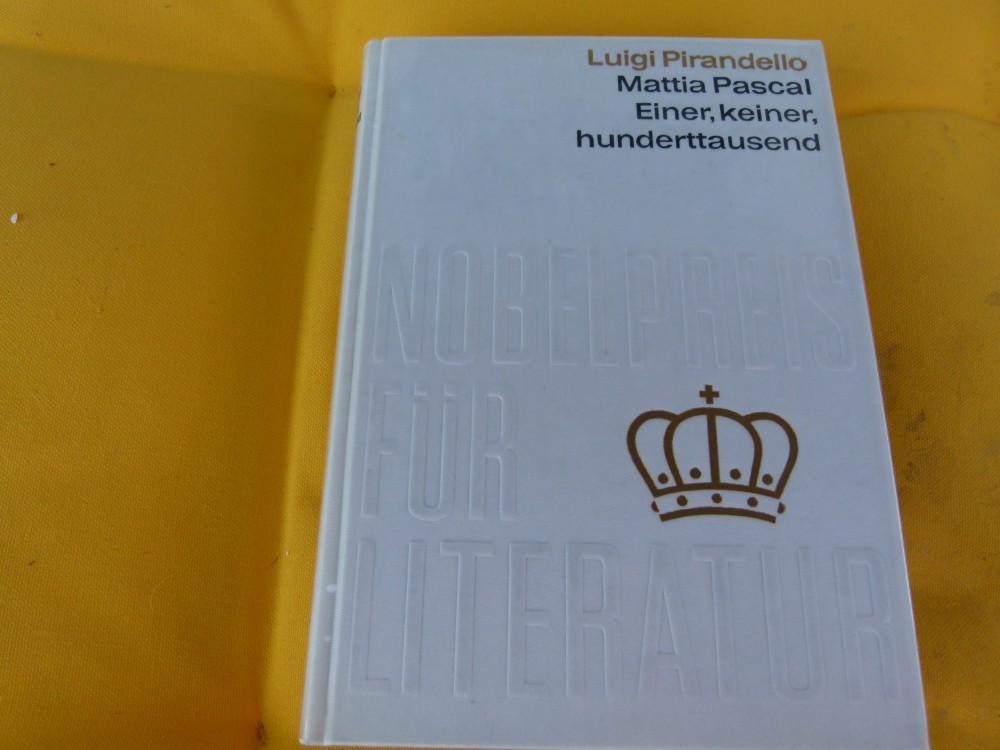 Luigi Pirandello
Mattia Pascal
Einer, keiner,
hunderttausend
NOBELPREIS
FÜR
LITERATUR